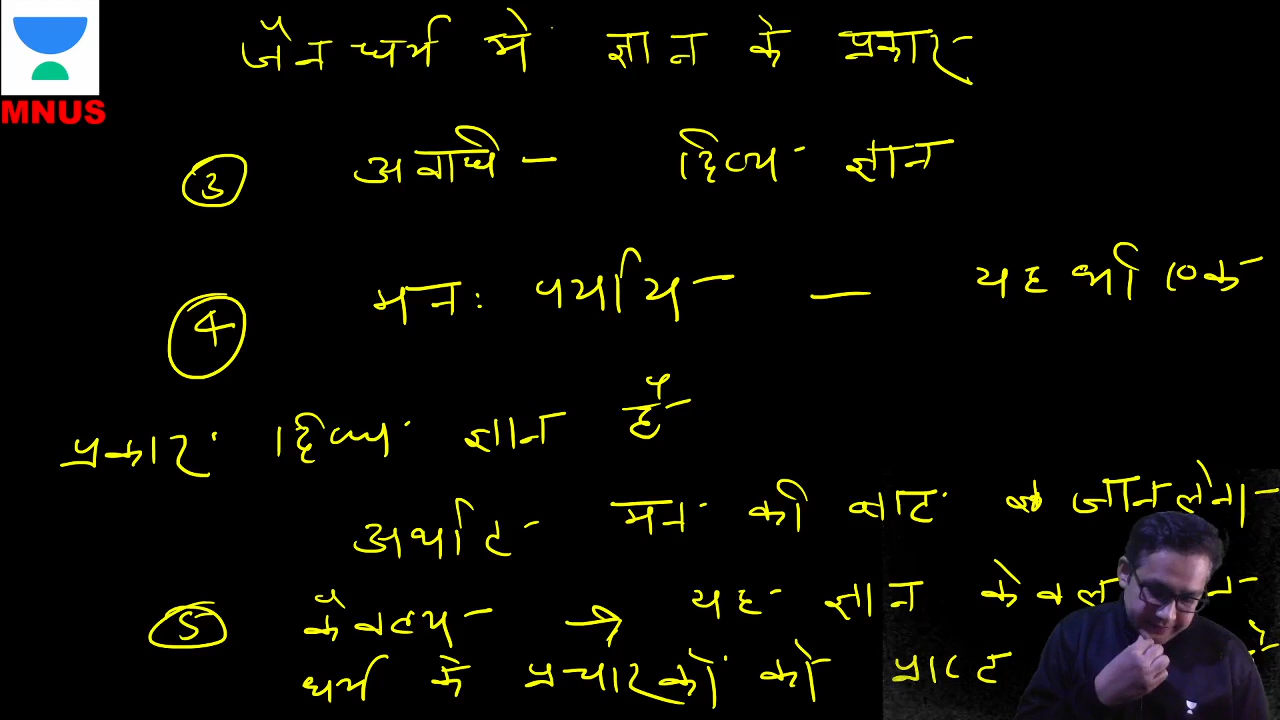 MNUS
जैन धर्म में ज्ञान के प्रकार
3 अवधि - दिव्य ज्ञान
4 मनः पर्याय - यह भी एक
प्रकार दिव्य ज्ञान है
अर्थात मन की बात जान लेना
5 कैवल्य → यह ज्ञान केवल
धर्म के प्रचारकों को प्राप्त